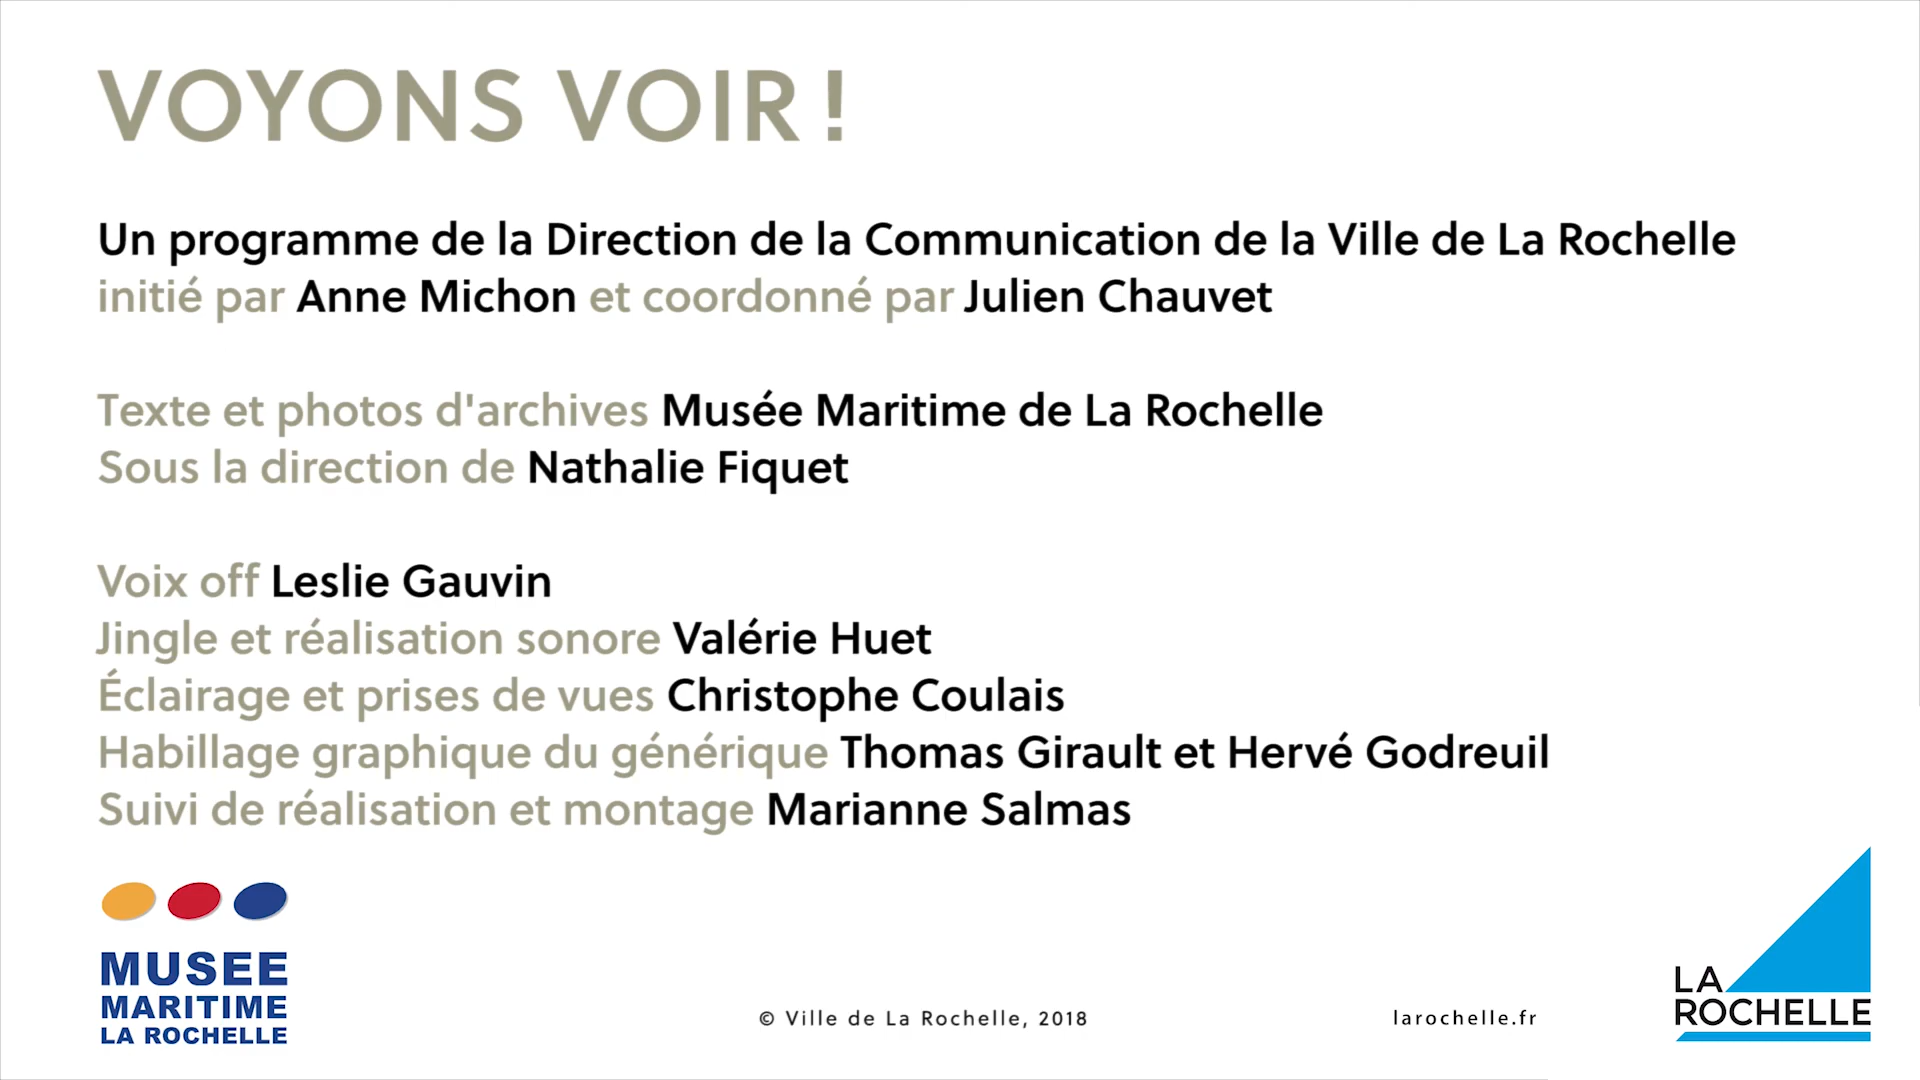 VOYONS VOIR !
Un programme de la Direction de la Communication de la Ville de La Rochelle
initié par Anne Michon et coordonné par Julien Chauvet
Texte et photos d'archives Musée Maritime de La Rochelle
Sous la direction de Nathalie Fiquet
Voix off Leslie Gauvin
Jingle et réalisation sonore Valérie Huet
Éclairage et prises de vues Christophe Coulais
Habillage graphique du générique Thomas Girault et Hervé Godreuil
Suivi de réalisation et montage Marianne Salmas
MUSEE
MARITIME
LA ROCHELLE
© Ville de La Rochelle, 2018
larochelle.fr
LA
ROCHELLE